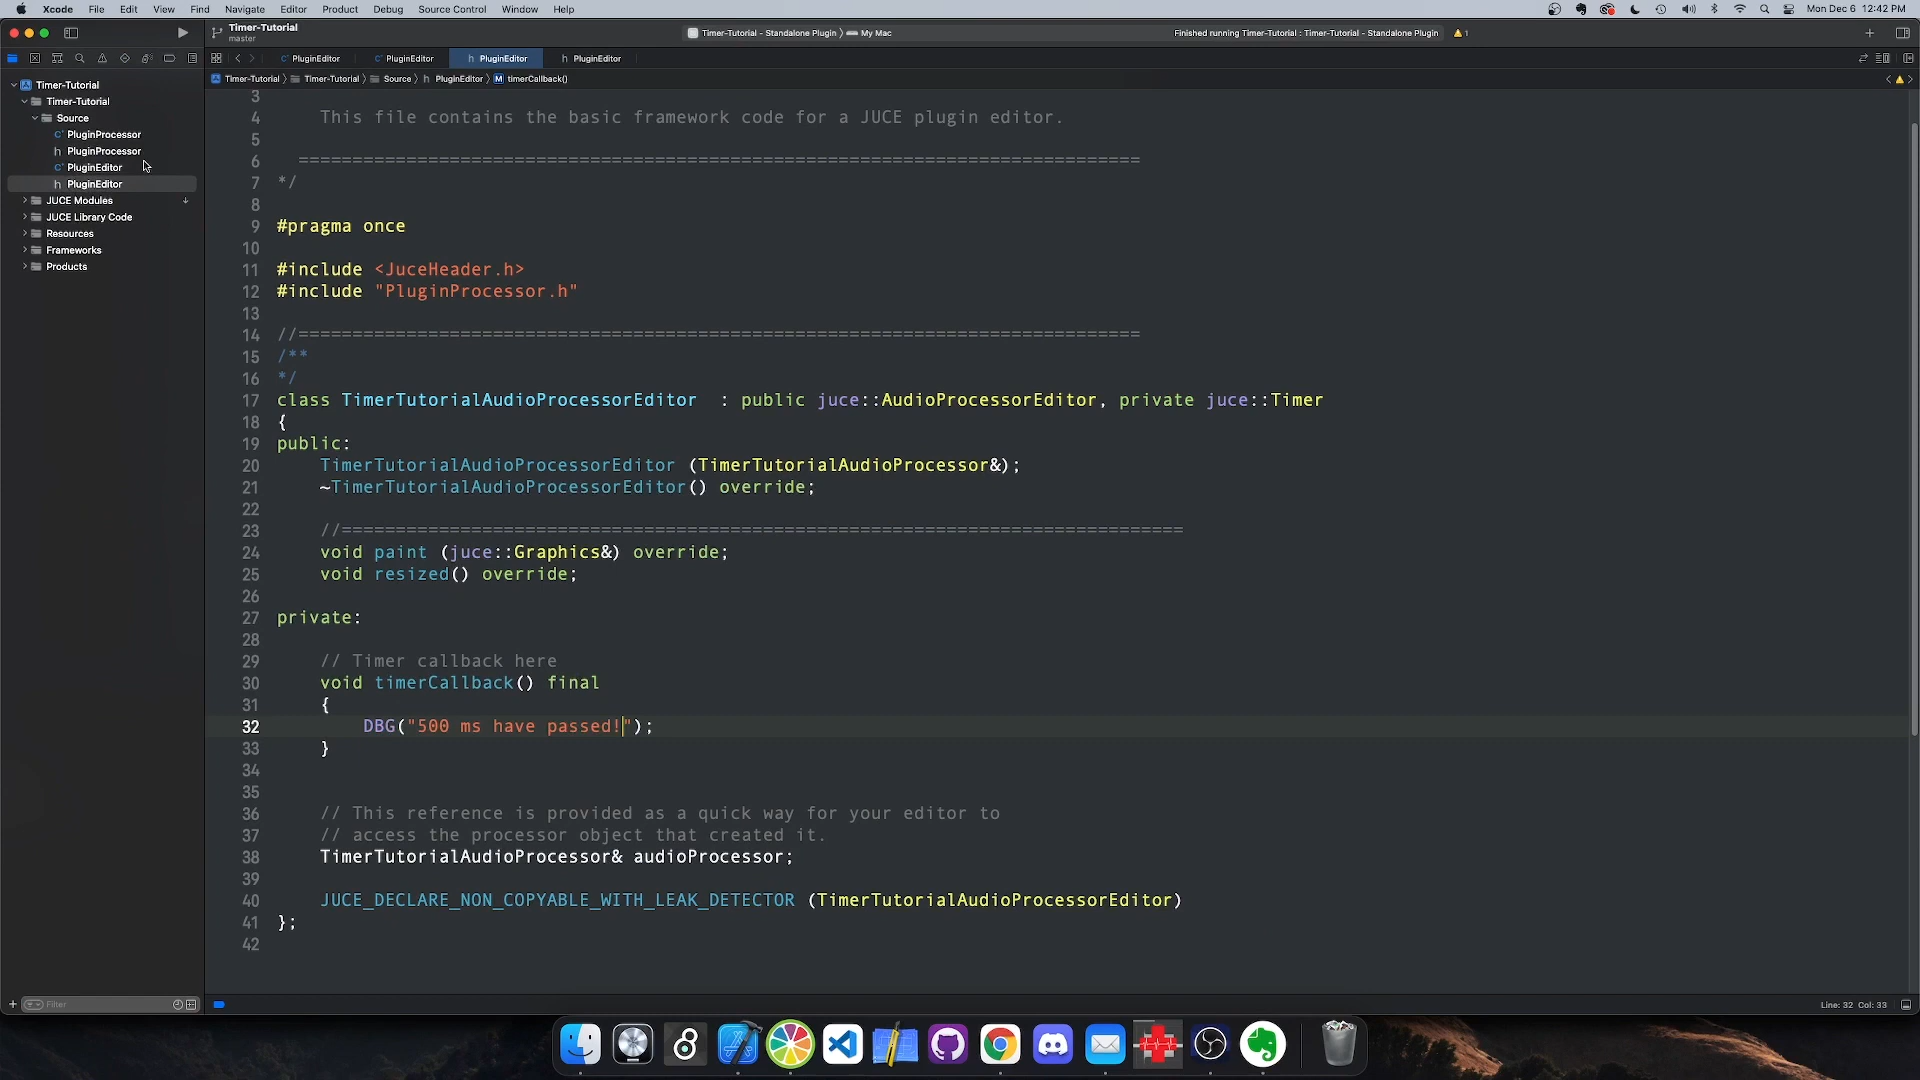 Xcode File Edit View Find Navigate Editor Product Debug Source Control Window Help Mon Dec 6 12:42 PM
Timer-Tutorial
master
Timer-Tutorial - Standalone Plugin My Mac Finished running Timer-Tutorial : Timer-Tutorial - Standalone Plugin 1
PluginEditor PluginEditor PluginEditor PluginEditor
Timer-Tutorial Timer-Tutorial Source PluginEditor timerCallback()
Timer-Tutorial
Timer-Tutorial
Source
PluginProcessor
PluginProcessor
PluginEditor
PluginEditor
JUCE Modules
JUCE Library Code
Resources
Frameworks
Products
3
4 This file contains the basic framework code for a JUCE plugin editor.
5
6 ==============================================================================
7 */
8
9 #pragma once
10
11 #include <JuceHeader.h>
12 #include "PluginProcessor.h"
13
14 //==============================================================================
15 /**
16 */
17 class TimerTutorialAudioProcessorEditor : public juce::AudioProcessorEditor, private juce::Timer
18 {
19 public:
20 TimerTutorialAudioProcessorEditor (TimerTutorialAudioProcessor&);
21 ~TimerTutorialAudioProcessorEditor() override;
22
23 //==============================================================================
24 void paint (juce::Graphics&) override;
25 void resized() override;
26
27 private:
28
29 // Timer callback here
30 void timerCallback() final
31 {
32 DBG("500 ms have passed!");
33 }
34
35
36 // This reference is provided as a quick way for your editor to
37 // access the processor object that created it.
38 TimerTutorialAudioProcessor& audioProcessor;
39
40 JUCE_DECLARE_NON_COPYABLE_WITH_LEAK_DETECTOR (TimerTutorialAudioProcessorEditor)
41 };
42
Filter Line: 32 Col: 33